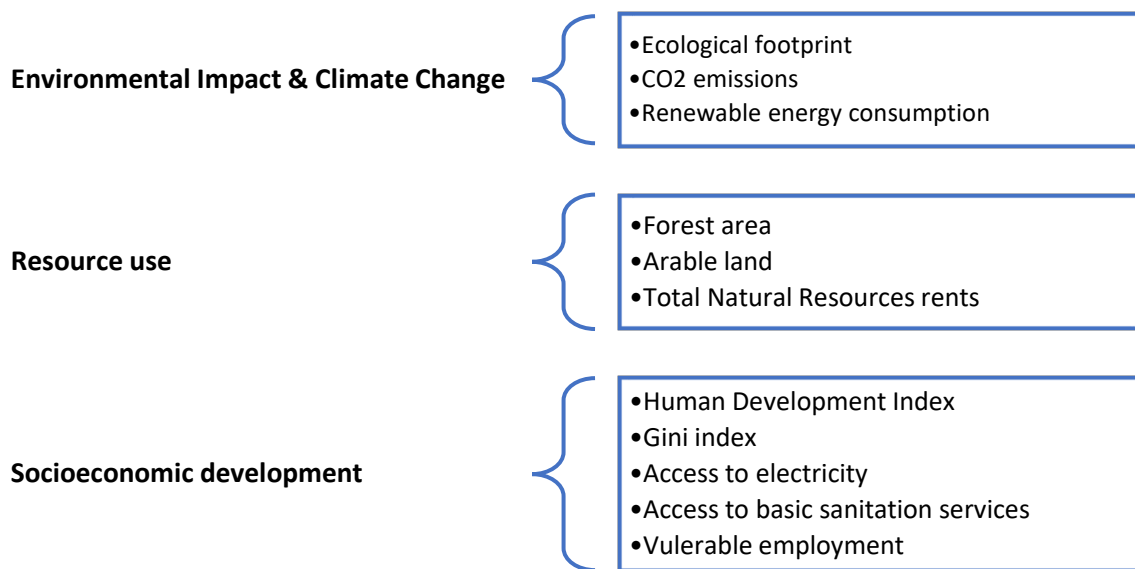 Environmental Impact & Climate Change
•Ecological footprint
•CO2 emissions
•Renewable energy consumption
Resource use
•Forest area
•Arable land
•Total Natural Resources rents
Socioeconomic development
•Human Development Index
•Gini index
•Access to electricity
•Access to basic sanitation services
•Vulerable employment